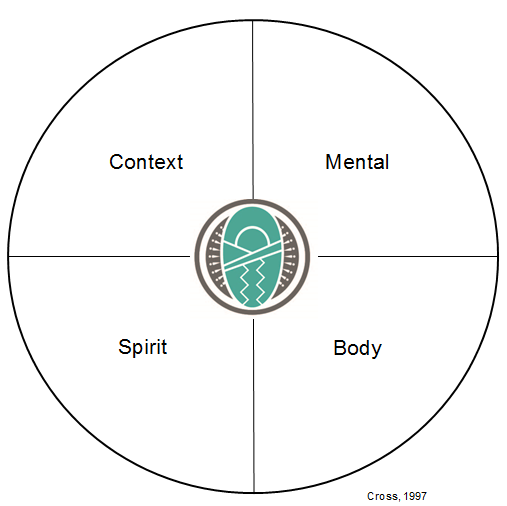 Context
Mental
Spirit
Body
Cross, 1997